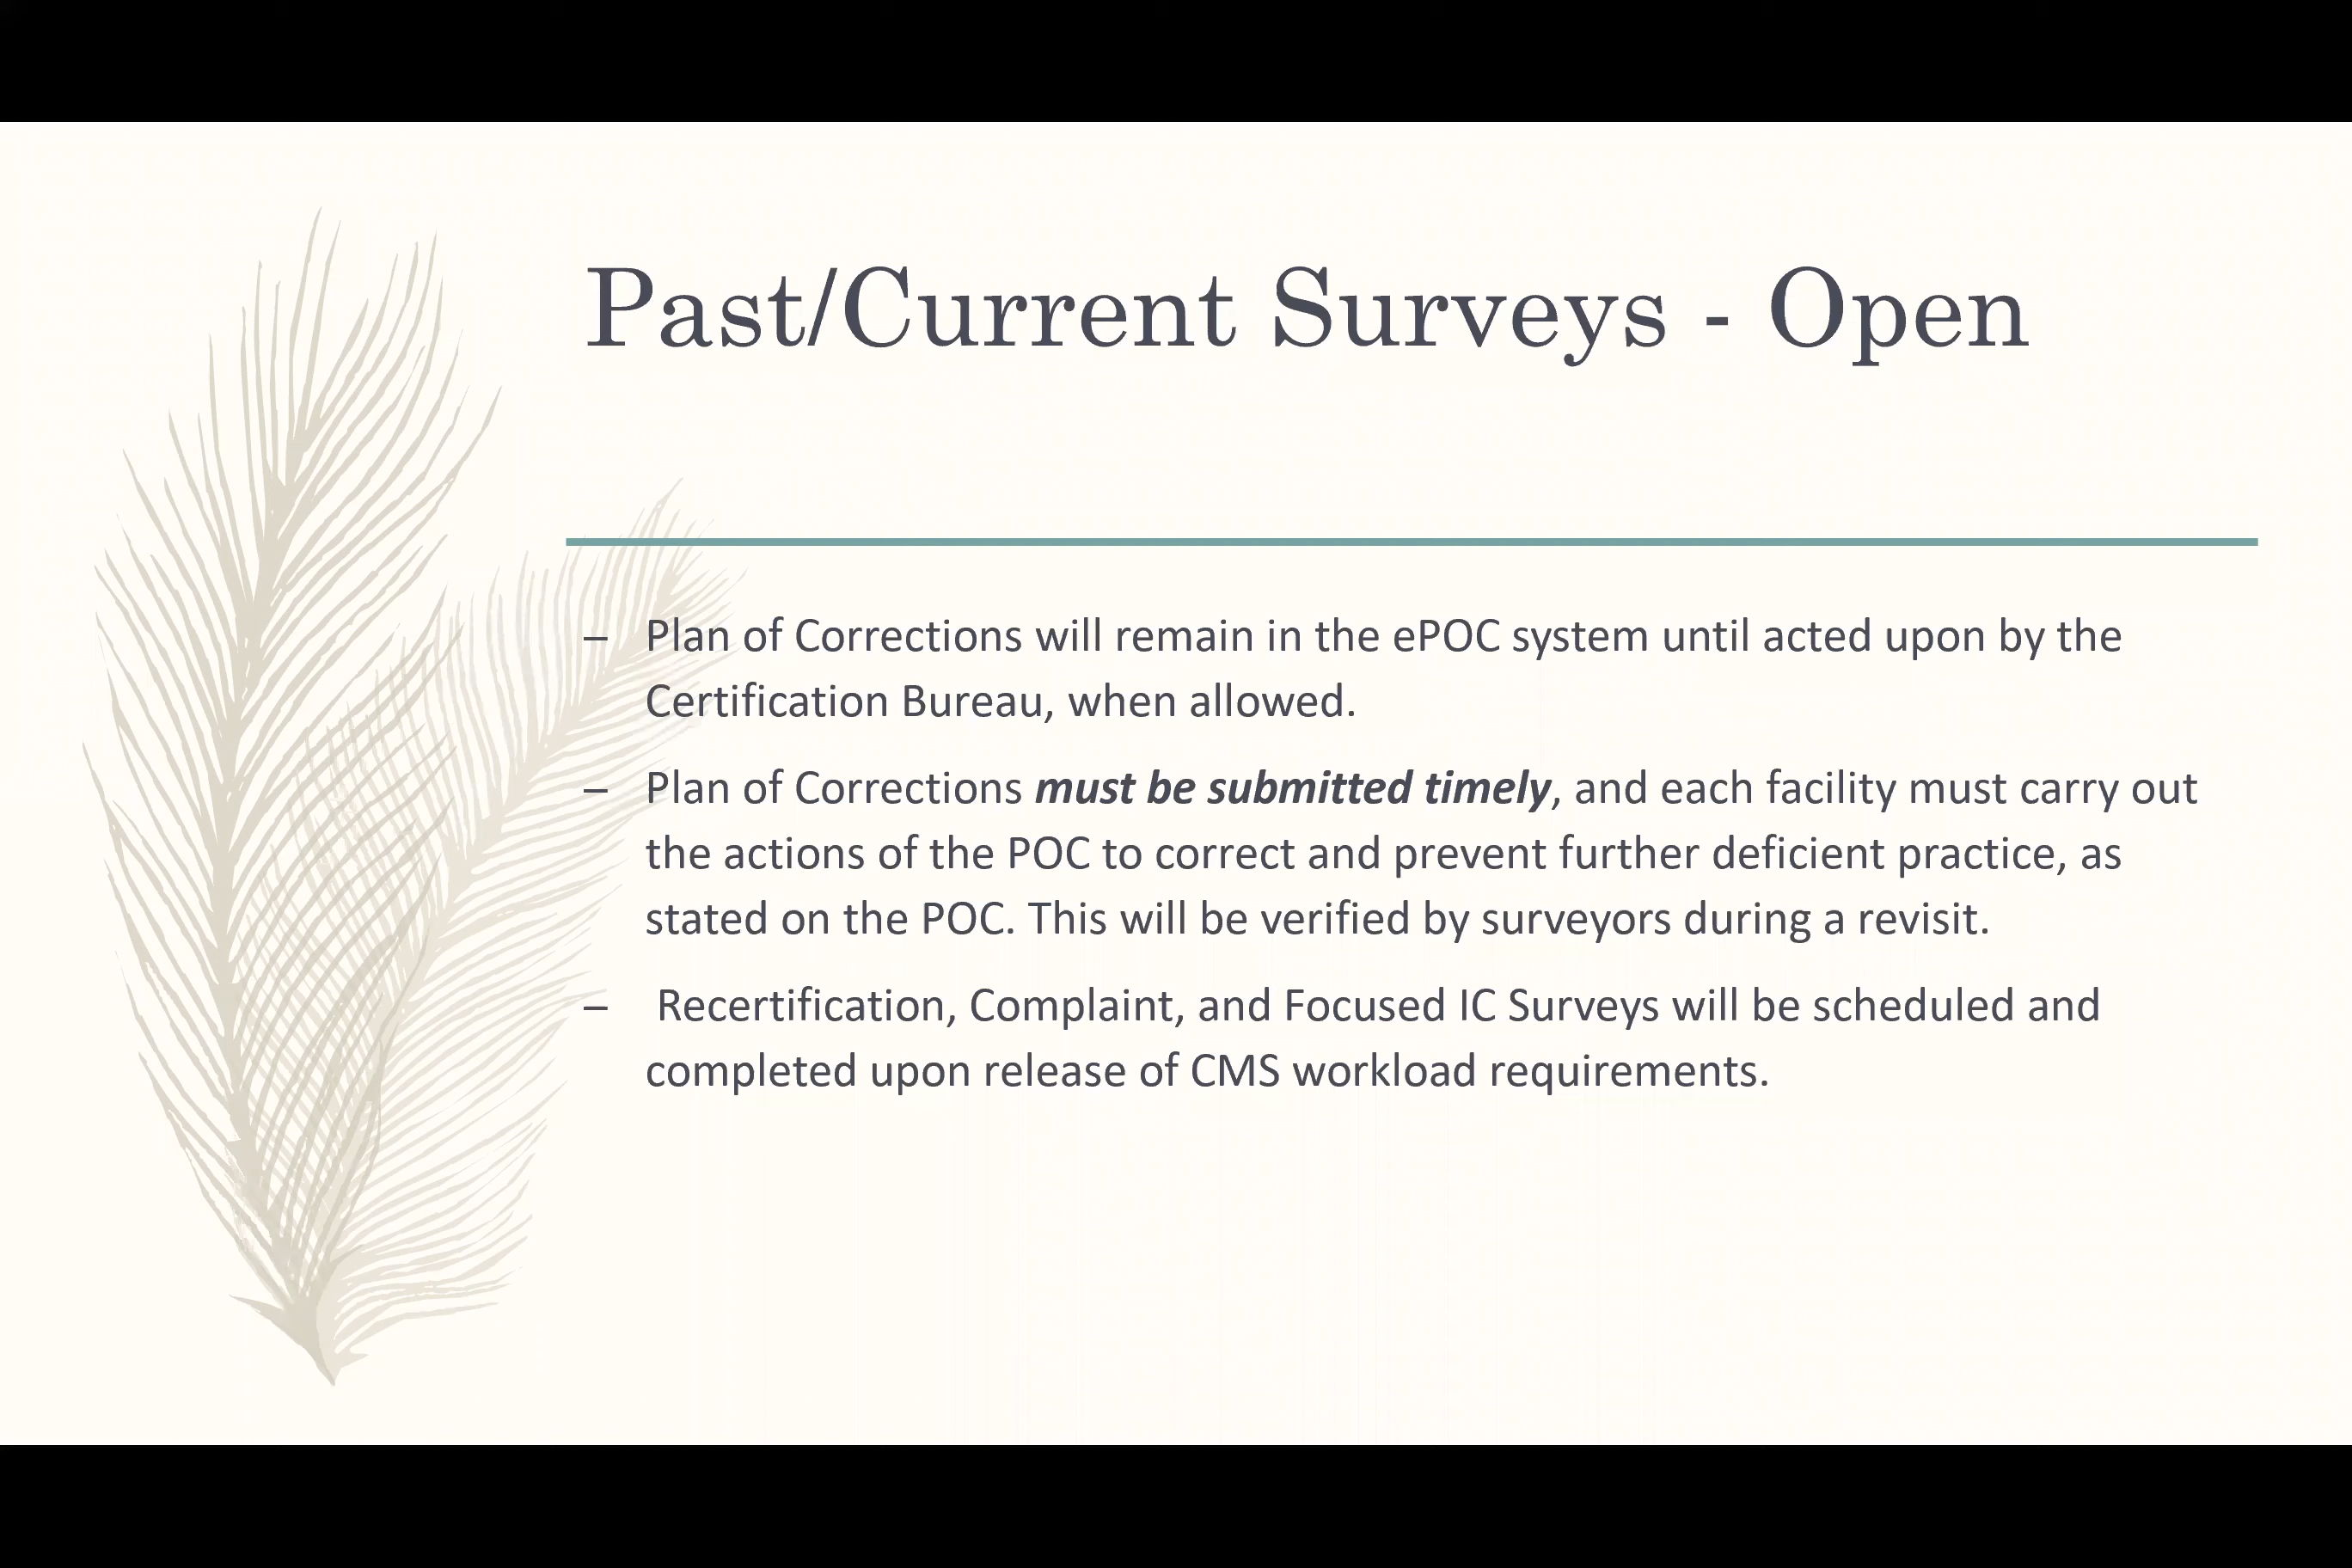 Past/Current Surveys - Open
– Plan of Corrections will remain in the ePOC system until acted upon by the
Certification Bureau, when allowed.
– Plan of Corrections must be submitted timely, and each facility must carry out
the actions of the POC to correct and prevent further deficient practice, as
stated on the POC. This will be verified by surveyors during a revisit.
– Recertification, Complaint, and Focused IC Surveys will be scheduled and
completed upon release of CMS workload requirements.